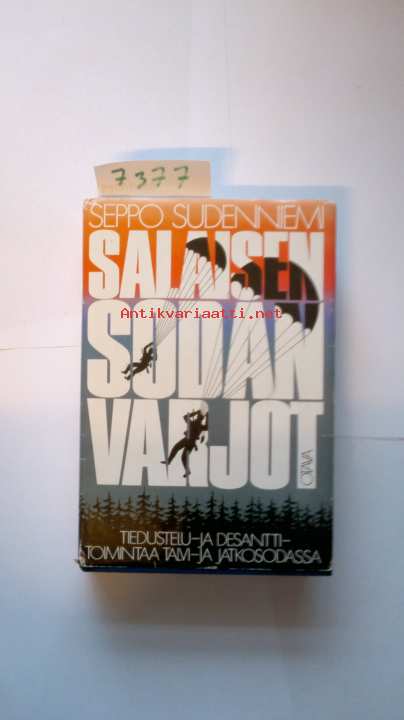 7377
SEPPO SUDENNIEMI
SALAISEN
Antikvariaatti.net
SODAN
VARJOT
OTAVA
TIEDUSTELU- JA DESANTTI-
TOIMINTAA TALVI- JA JATKOSODASSA